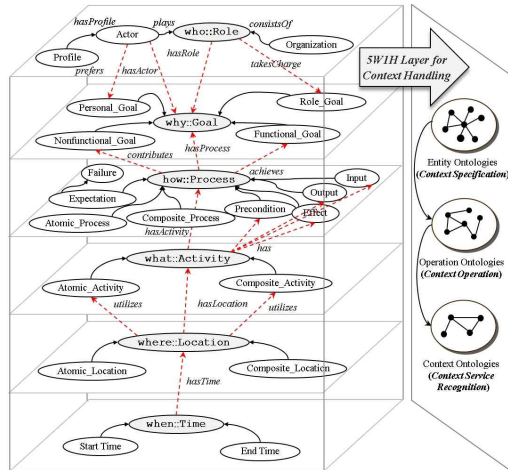 hasProfile
Actor
plays
who::Role
consistsOf
Profile
hasRole
Organization
prefers
hasActor
takesCharge
5W1H Layer for
Context Handling
Personal_Goal
Role_Goal
why::Goal
Nonfunctional_Goal
Functional_Goal
contributes
hasProcess
achieves
Entity Ontologies
(Context Specification)
Failure
how::Process
Input
Expectation
Output
Precondition
Effect
Atomic_Process
Composite_Process
hasActivity
has
what::Activity
Operation Ontologies
(Context Operation)
Atomic_Activity
Composite_Activity
utilizes
hasLocation
utilizes
where::Location
Atomic_Location
Composite_Location
hasTime
Context Ontologies
(Context Service
Recognition)
when::Time
Start Time
End Time